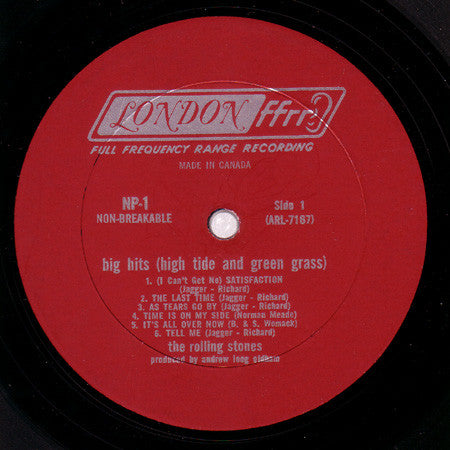 LONDON ffrr
FULL FREQUENCY RANGE RECORDING
MADE IN CANADA
NP-1
NON-BREAKABLE
Side 1
(ARL-7187)
big hits (high tide and green grass)
1. (I Can't Get No) SATISFACTION
(Jagger - Richard)
2. THE LAST TIME (Jagger - Richard)
3. AS TEARS GO BY (Jagger - Richard)
4. TIME IS ON MY SIDE (Norman Meade)
5. IT'S ALL OVER NOW (B. & S. Womack)
6. TELL ME (Jagger - Richard)
the rolling stones
produced by andrew loog oldham